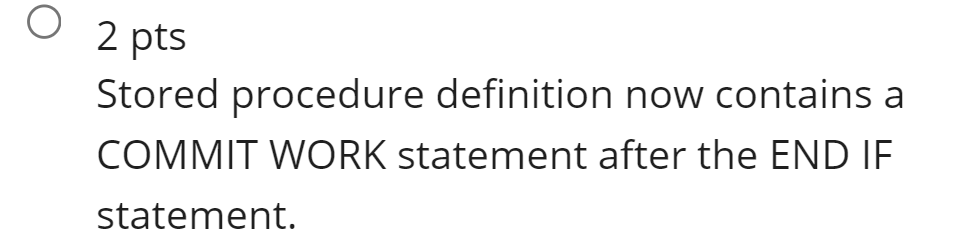 2 pts
Stored procedure definition now contains a
COMMIT WORK statement after the END IF
statement.